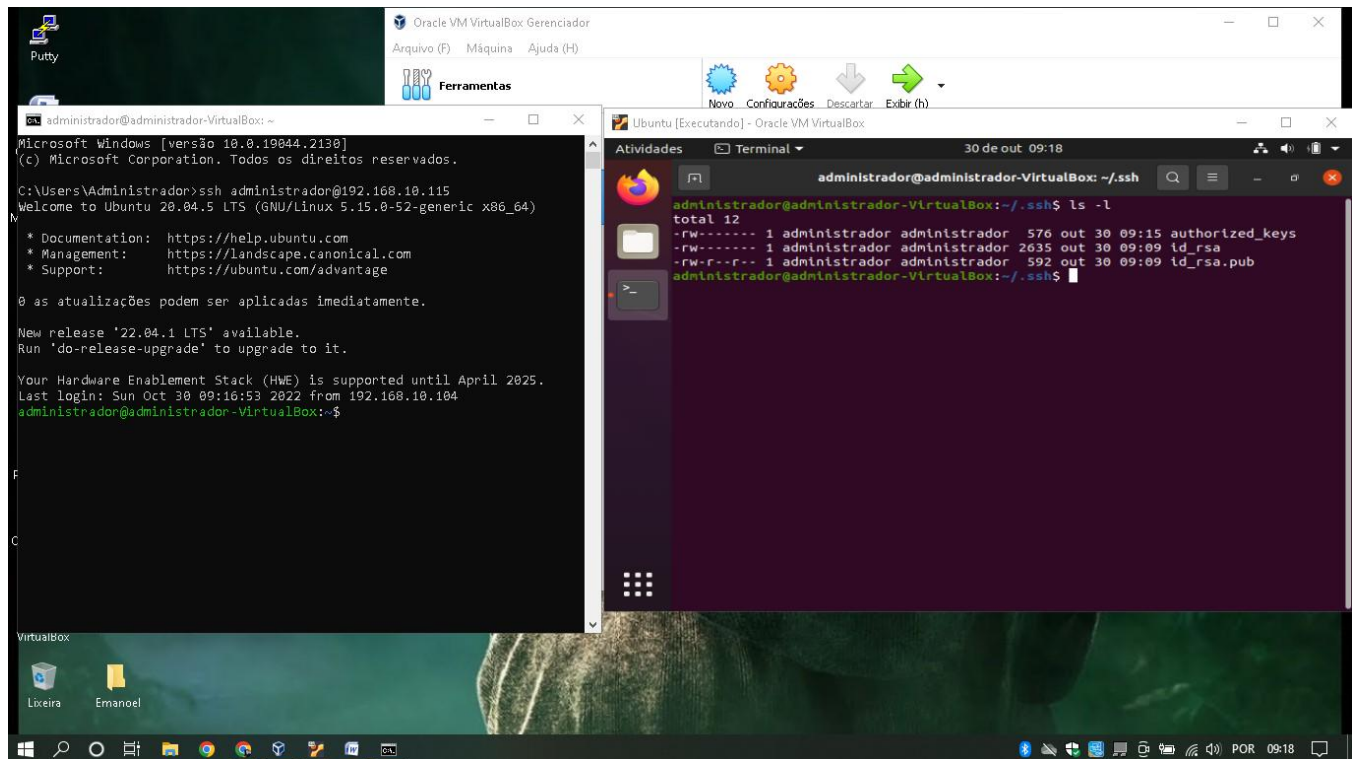 Putty
Oracle VM VirtualBox Gerenciador
Arquivo (F) Máquina Ajuda (H)
Ferramentas
Novo Configurações Descartar Exibir (h)
administrador@administrador-VirtualBox: ~
Microsoft Windows [versão 10.0.19044.2130]
(c) Microsoft Corporation. Todos os direitos reservados.
C:\Users\Administrador>ssh administrador@192.168.10.115
Welcome to Ubuntu 20.04.5 LTS (GNU/Linux 5.15.0-52-generic x86_64)
* Documentation: https://help.ubuntu.com
* Management: https://landscape.canonical.com
* Support: https://ubuntu.com/advantage
0 as atualizações podem ser aplicadas imediatamente.
New release '22.04.1 LTS' available.
Run 'do-release-upgrade' to upgrade to it.
Your Hardware Enablement Stack (HWE) is supported until April 2025.
Last login: Sun Oct 30 09:16:53 2022 from 192.168.10.104
administrador@administrador-VirtualBox:~$
Ubuntu [Executando] - Oracle VM VirtualBox
Atividades Terminal 30 de out 09:18
administrador@administrador-VirtualBox: ~/.ssh
administrador@administrador-VirtualBox:~/.ssh$ ls -l
total 12
-rw------- 1 administrador administrador 576 out 30 09:15 authorized_keys
-rw------- 1 administrador administrador 2635 out 30 09:09 id_rsa
-rw-r--r-- 1 administrador administrador 592 out 30 09:09 id_rsa.pub
administrador@administrador-VirtualBox:~/.ssh$
VirtualBox
Lixeira Emanoel
POR 09:18